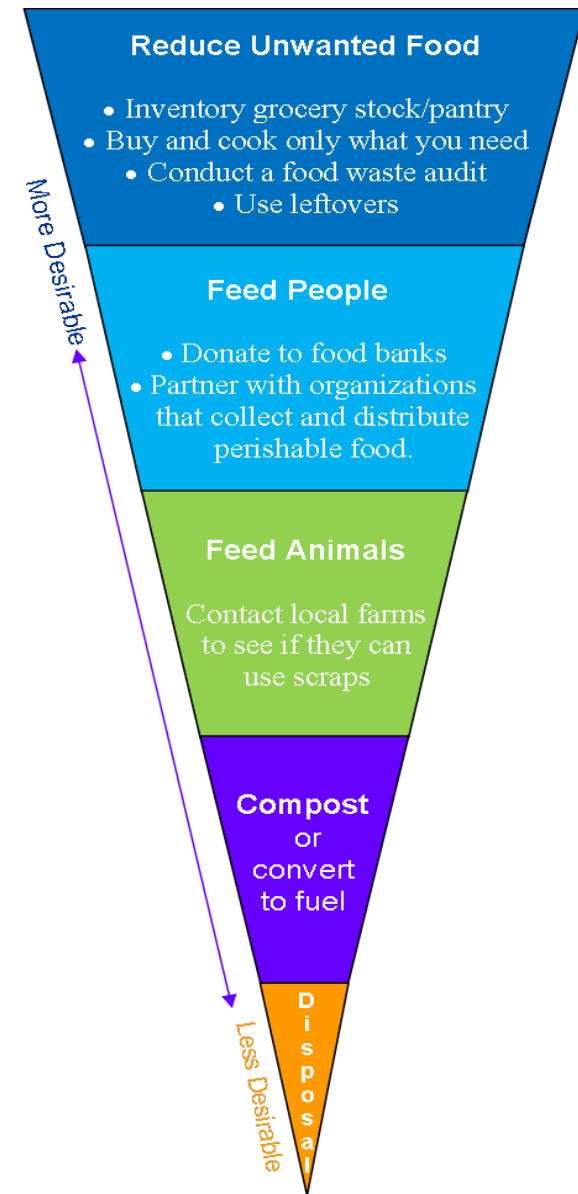 Reduce Unwanted Food
• Inventory grocery stock/pantry
• Buy and cook only what you need
• Conduct a food waste audit
• Use leftovers
More Desirable
Feed People
• Donate to food banks
• Partner with organizations
that collect and distribute
perishable food.
Feed Animals
Contact local farms
to see if they can
use scraps
Compost
or
convert
to fuel
Less Desirable
Disposal